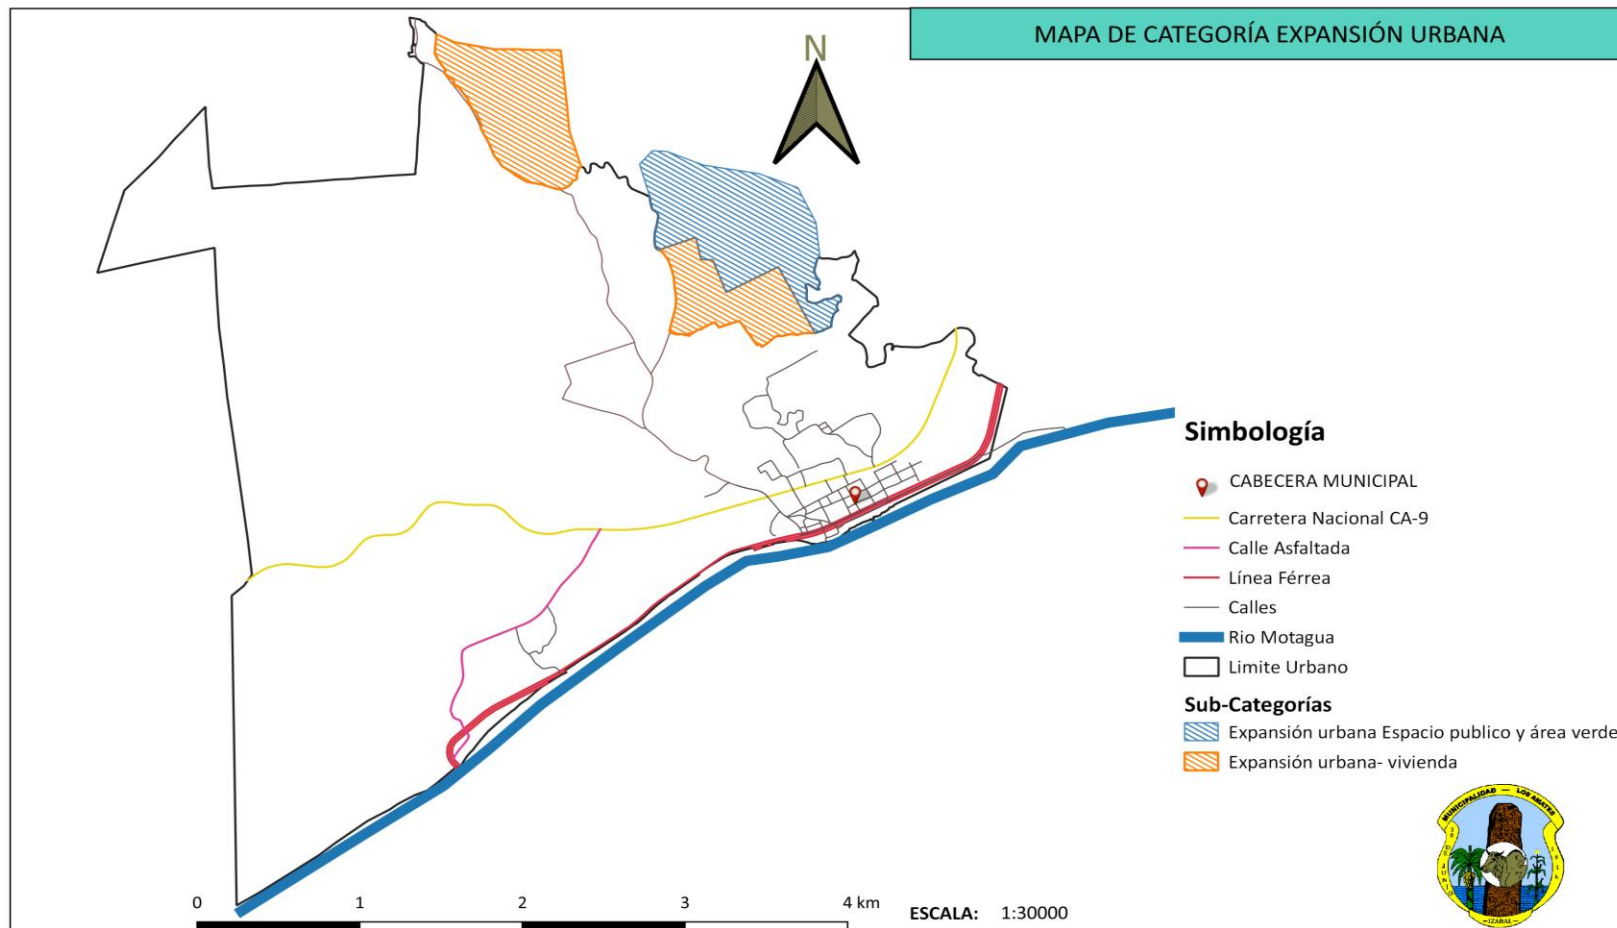 MAPA DE CATEGORÍA EXPANSIÓN URBANA
N
Simbología
CABECERA MUNICIPAL
Carretera Nacional CA-9
Calle Asfaltada
Línea Férrea
Calles
Rio Motagua
Limite Urbano
Sub-Categorías
Expansión urbana Espacio publico y área verde
Expansión urbana- vivienda
MUNICIPALIDAD — LOS AMATES
DE JUNIO
—IZABAL—
0 1 2 3 4 km
ESCALA: 1:30000